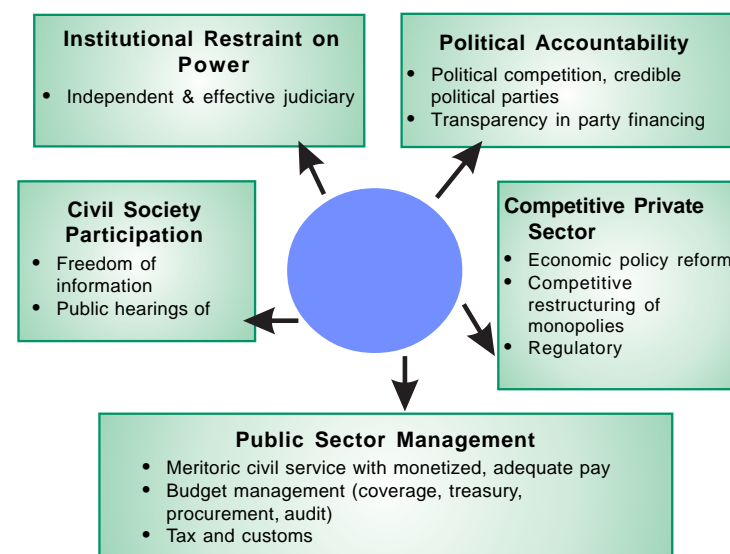 Institutional Restraint on
Power
• Independent & effective judiciary
Political Accountability
• Political competition, credible
political parties
• Transparency in party financing
Civil Society
Participation
• Freedom of
information
• Public hearings of
Competitive Private
Sector
• Economic policy reform
• Competitive
restructuring of
monopolies
• Regulatory
Public Sector Management
• Meritoric civil service with monetized, adequate pay
• Budget management (coverage, treasury,
procurement, audit)
• Tax and customs